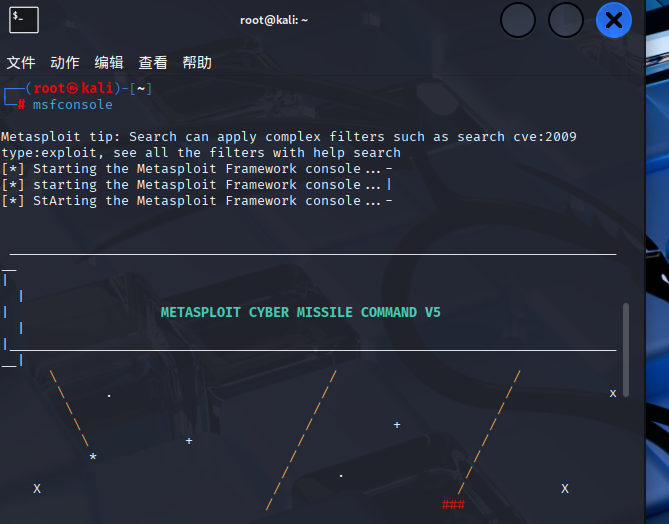 $_
root@kali: ~
文件 动作 编辑 查看 帮助
┌──(root㉿kali)-[~]
└─# msfconsole
Metasploit tip: Search can apply complex filters such as search cve:2009
type:exploit, see all the filters with help search
[*] Starting the Metasploit Framework console...-
[*] starting the Metasploit Framework console...|
[*] StArting the Metasploit Framework console...-
METASPLOIT CYBER MISSILE COMMAND V5
. x
+
+
*
.
X X
###